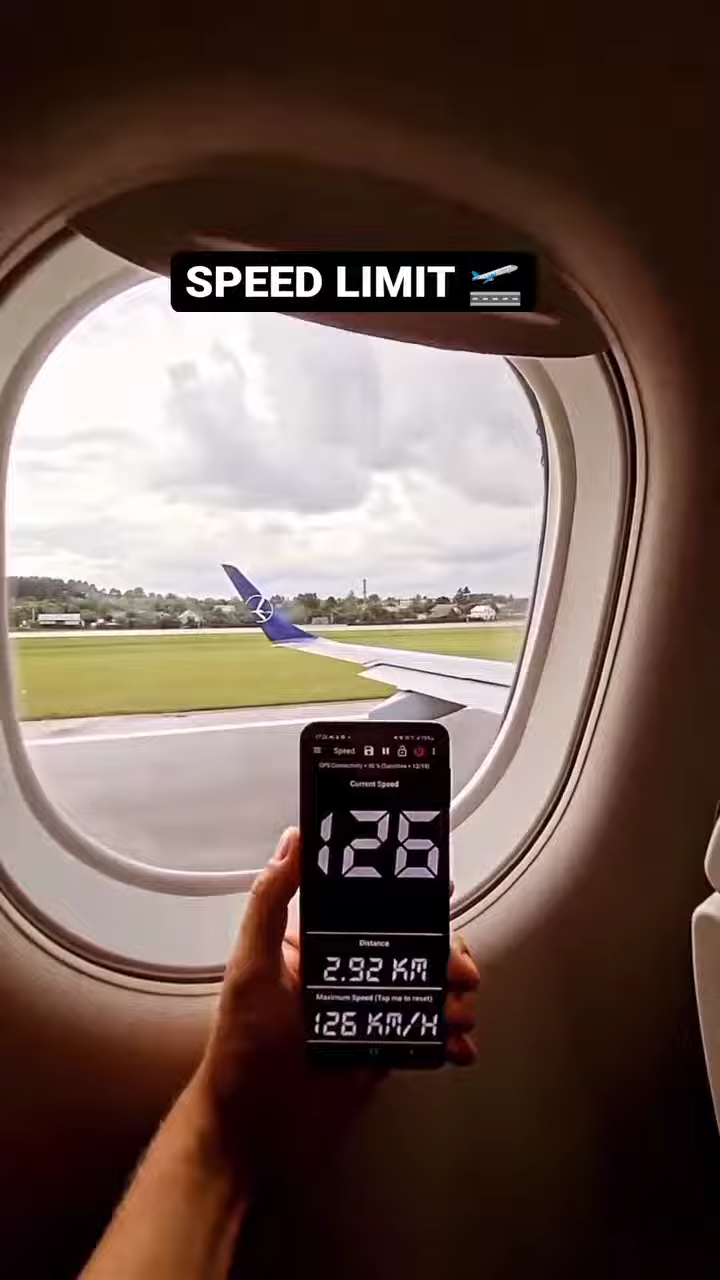 SPEED LIMIT 🛫
Speed
Current Speed
126
Distance
2.92 KM
Maximum Speed (Tap me to reset)
126 KM/H